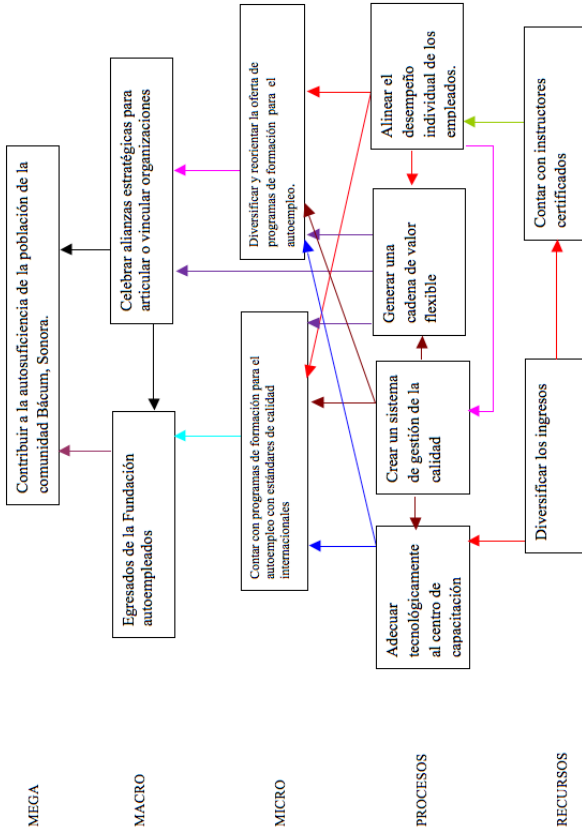 MEGA
Contribuir a la autosuficiencia de la población de la
comunidad Bácum, Sonora.
MACRO
Egresados de la Fundación
autoempleados
Celebrar alianzas estratégicas para
articular o vincular organizaciones
MICRO
Contar con programas de formación para el
autoempleo con estándares de calidad
internacionales
Diversificar y reorientar la oferta de
programas de formación para el
autoempleo.
PROCESOS
Adecuar
tecnológicamente
al centro de
capacitación
Crear un sistema
de gestión de la
calidad
Generar una
cadena de valor
flexible
Alinear el
desempeño
individual de los
empleados.
RECURSOS
Diversificar los ingresos
Contar con instructores
certificados